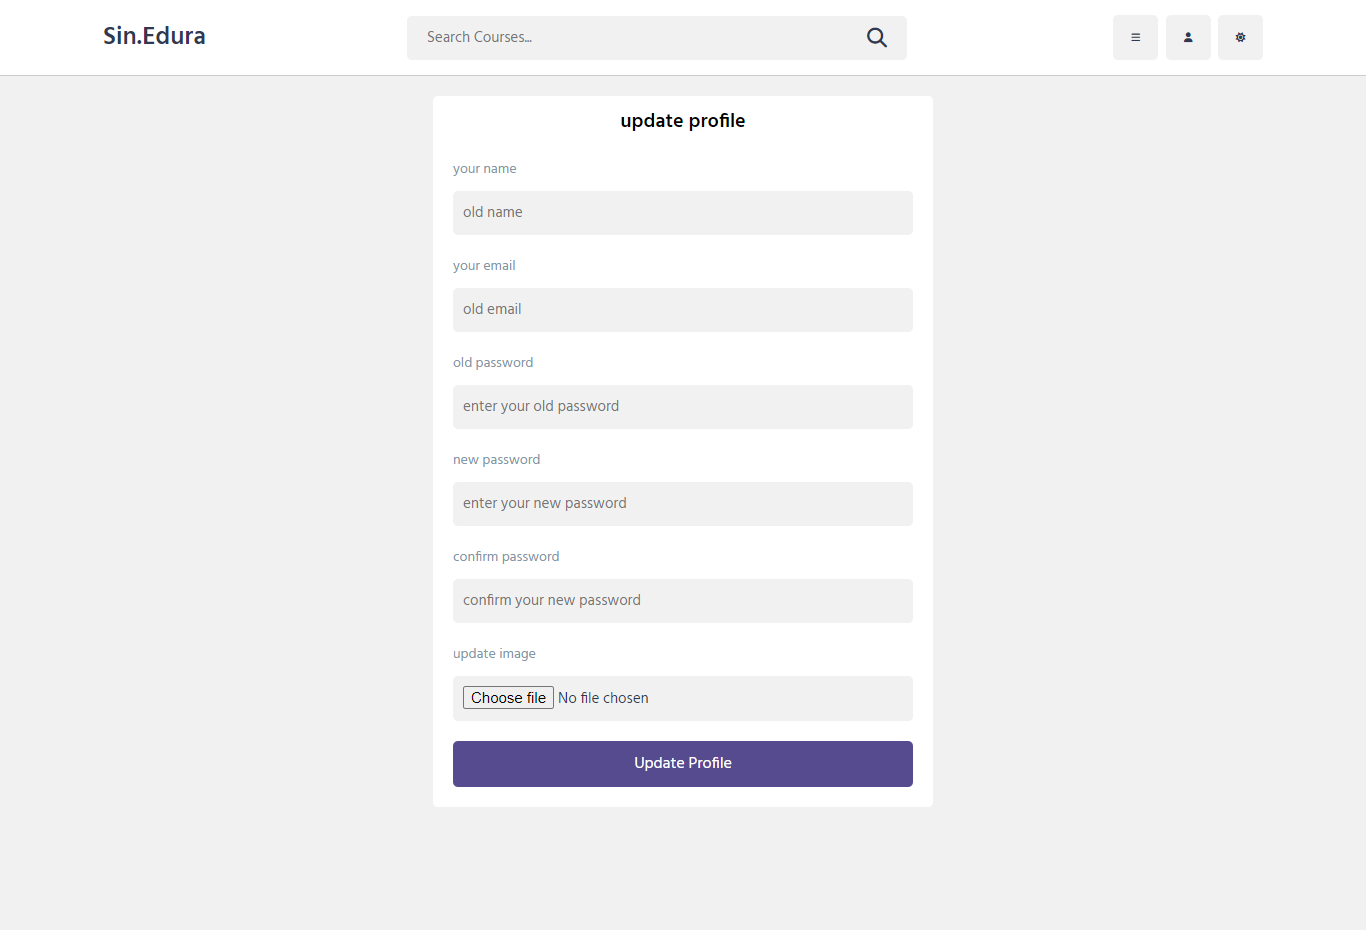 Sin.Edura
Search Courses...
update profile
your name
old name
your email
old email
old password
enter your old password
new password
enter your new password
confirm password
confirm your new password
update image
Choose file No file chosen
Update Profile